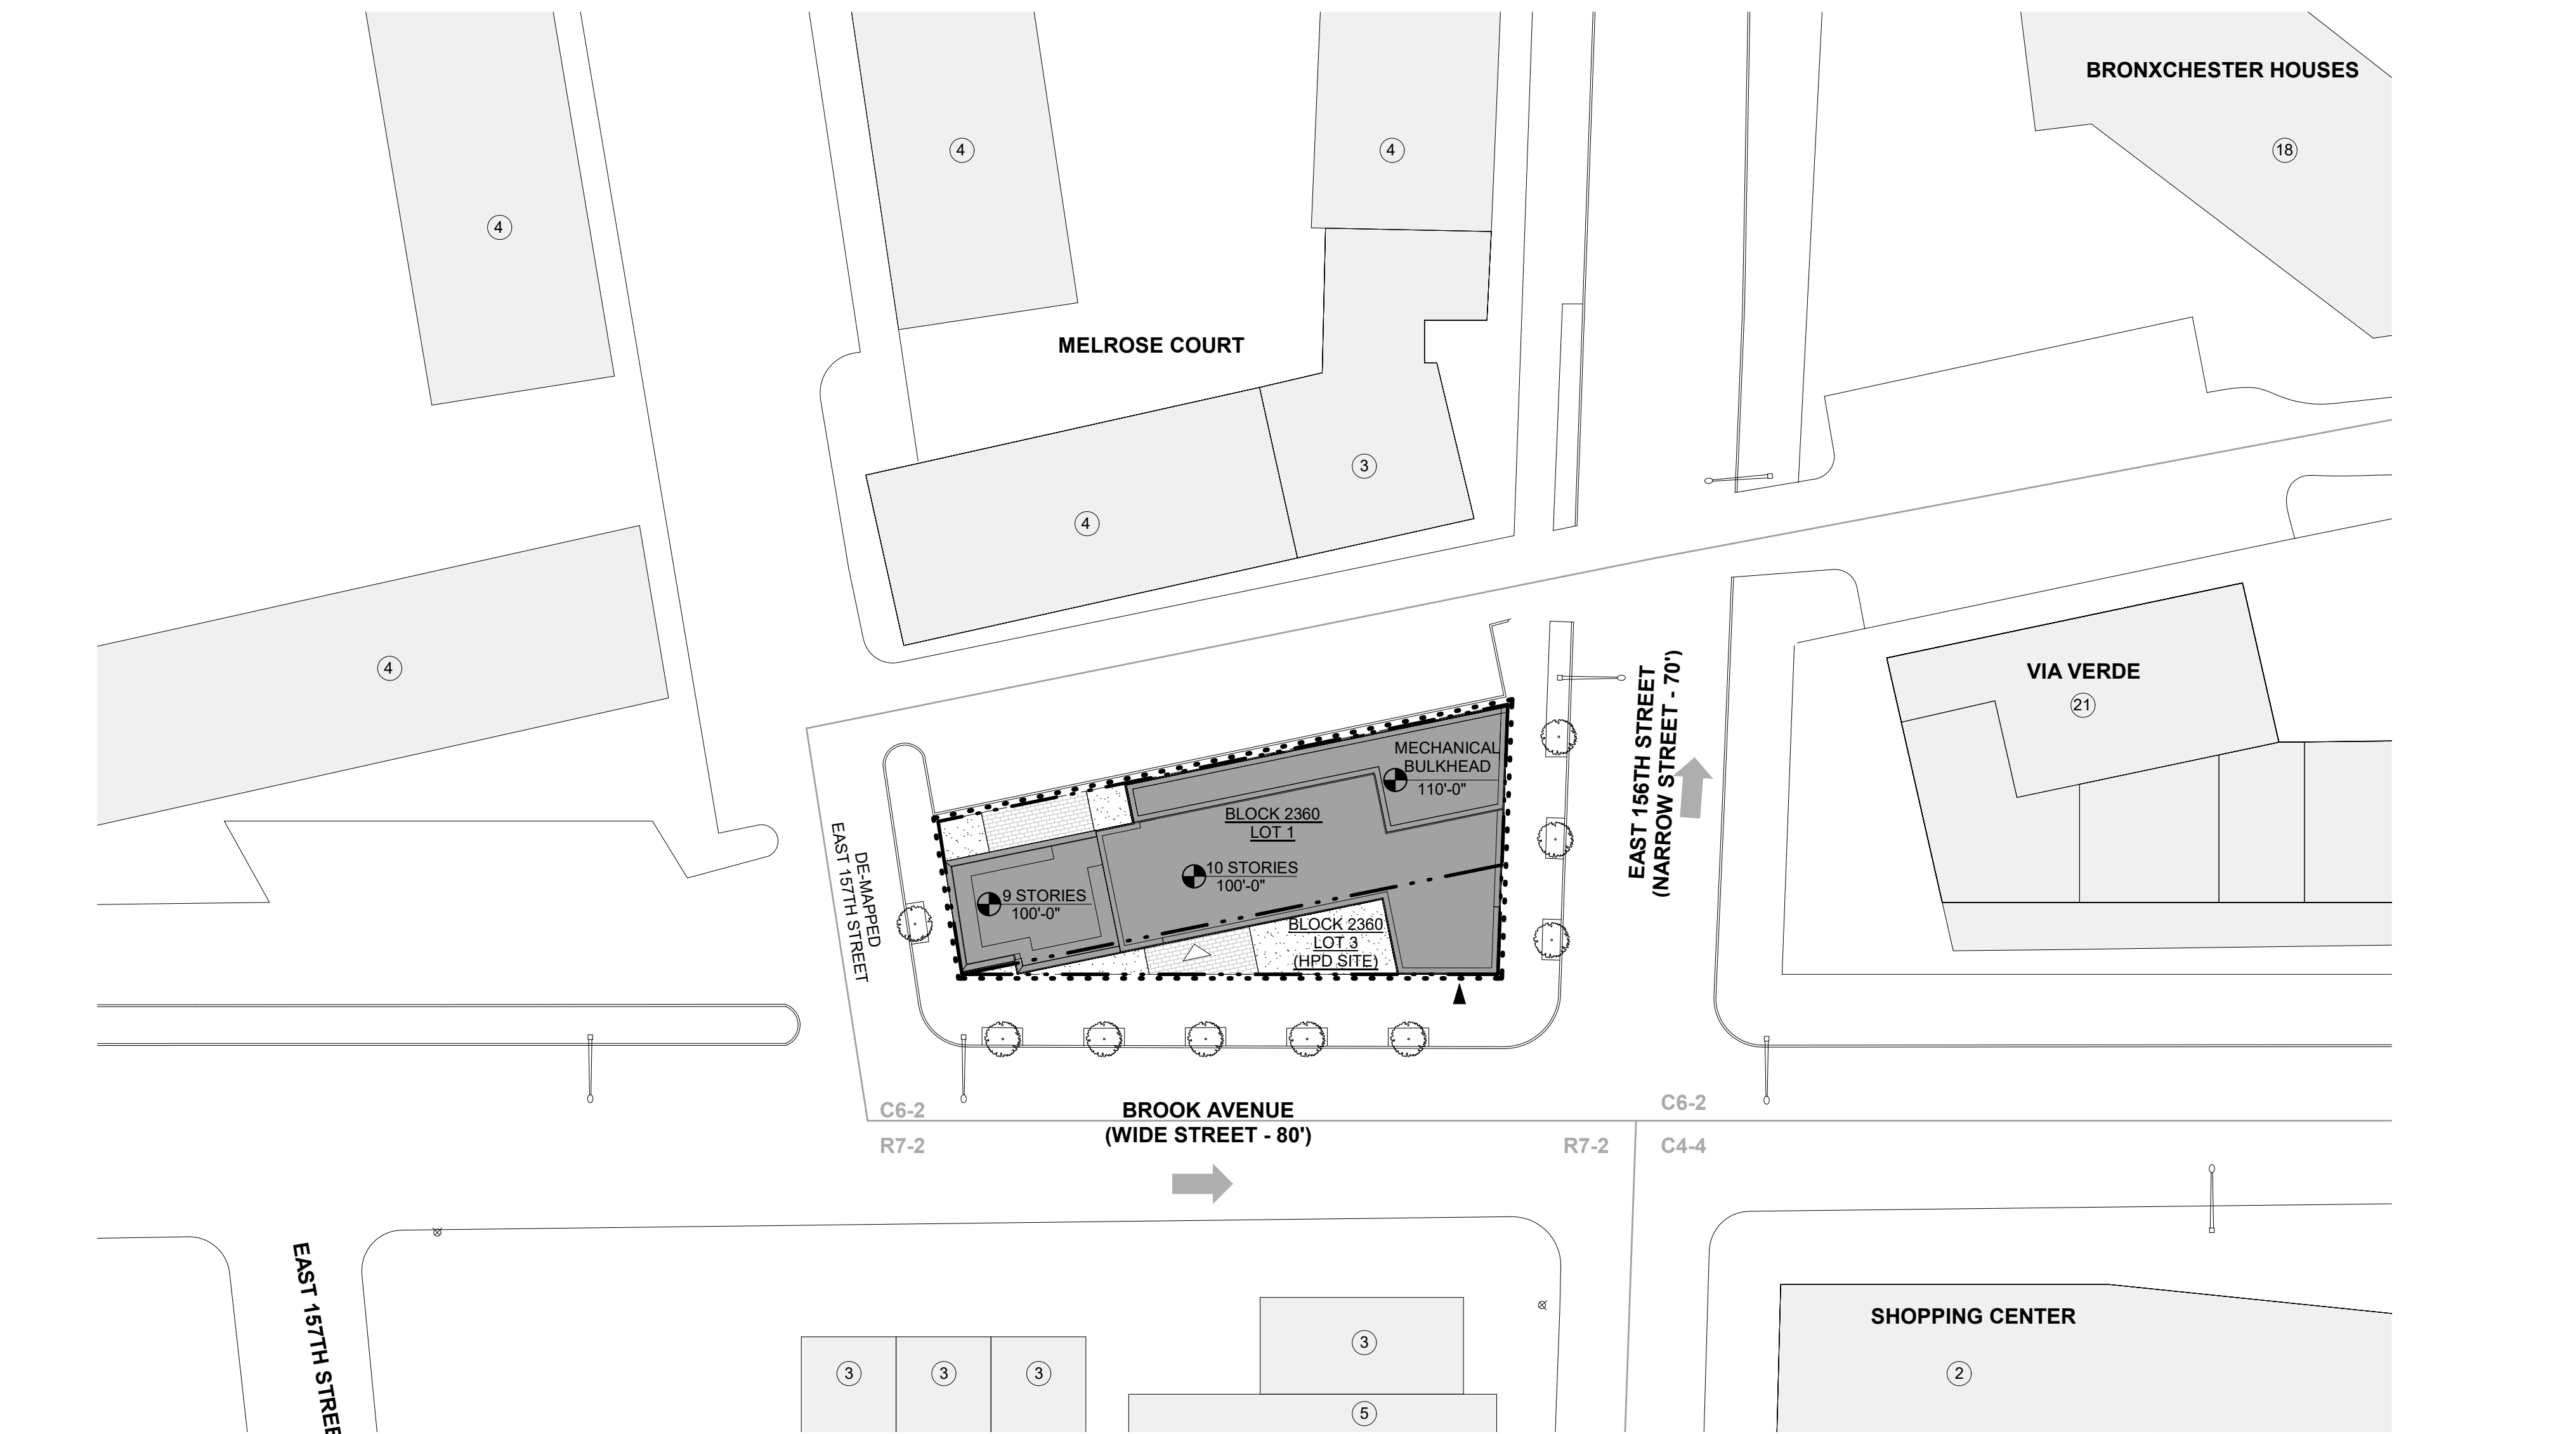 BRONXCHESTER HOUSES
18
4
4
4
MELROSE COURT
3
4
4
VIA VERDE
21
EAST 156TH STREET
(NARROW STREET - 70')
MECHANICAL
BULKHEAD
110'-0"
BLOCK 2360
LOT 1
10 STORIES
100'-0"
9 STORIES
100'-0"
BLOCK 2360
LOT 3
(HPD SITE)
DE-MAPPED
EAST 157TH STREET
C6-2
BROOK AVENUE
(WIDE STREET - 80')
C6-2
R7-2
R7-2
C4-4
EAST 157TH STREE
SHOPPING CENTER
3
3
3
3
2
5